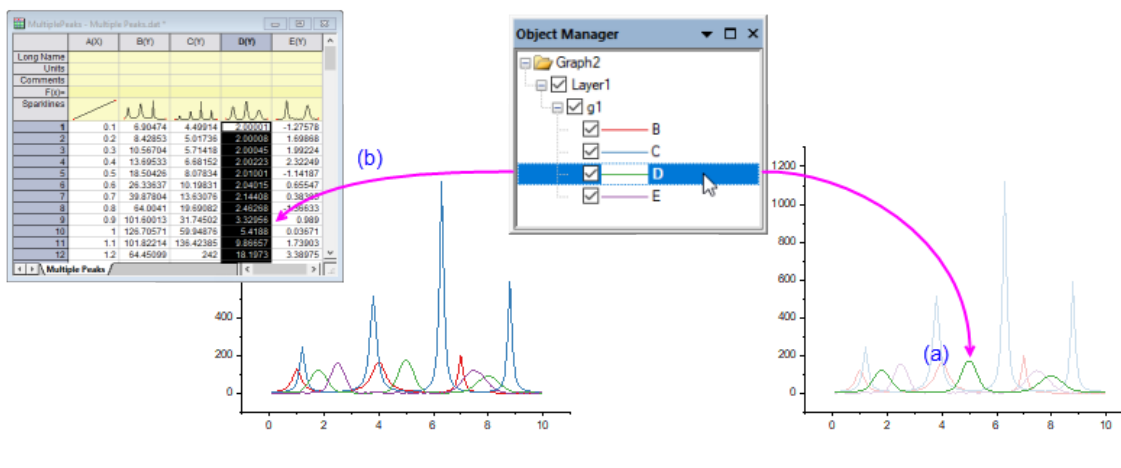 MultiplePeaks - Multiple Peaks.dat *
A(X) B(Y) C(Y) D(Y) E(Y)
Long Name
Units
Comments
F(x)=
Sparklines
1 0.1 6.90474 4.49914 2.00001 -1.27578
2 0.2 8.42853 5.01736 2.00008 1.69868
3 0.3 10.56704 5.71418 2.00045 1.99224
4 0.4 13.69533 6.68152 2.00223 2.32249
5 0.5 18.50426 8.07834 2.01001 -1.14187
6 0.6 26.33637 10.19831 2.04015 0.65547
7 0.7 39.87804 13.63076 2.14408
8 0.8 64.0041 19.69082 2.46268
9 0.9 101.60013 31.74502 3.32956 0.989
10 1 126.70571 59.94876 5.4188 0.03671
11 1.1 101.82214 136.42385 9.86657 1.73903
12 1.2 64.45099 242 18.1973 3.38975
Multiple Peaks
Object Manager
Graph2
Layer1
g1
B
C
D
E
(b)
(a)
400
200
0
0 2 4 6 8 10
1200
1000
800
600
400
200
0
0 2 4 6 8 10